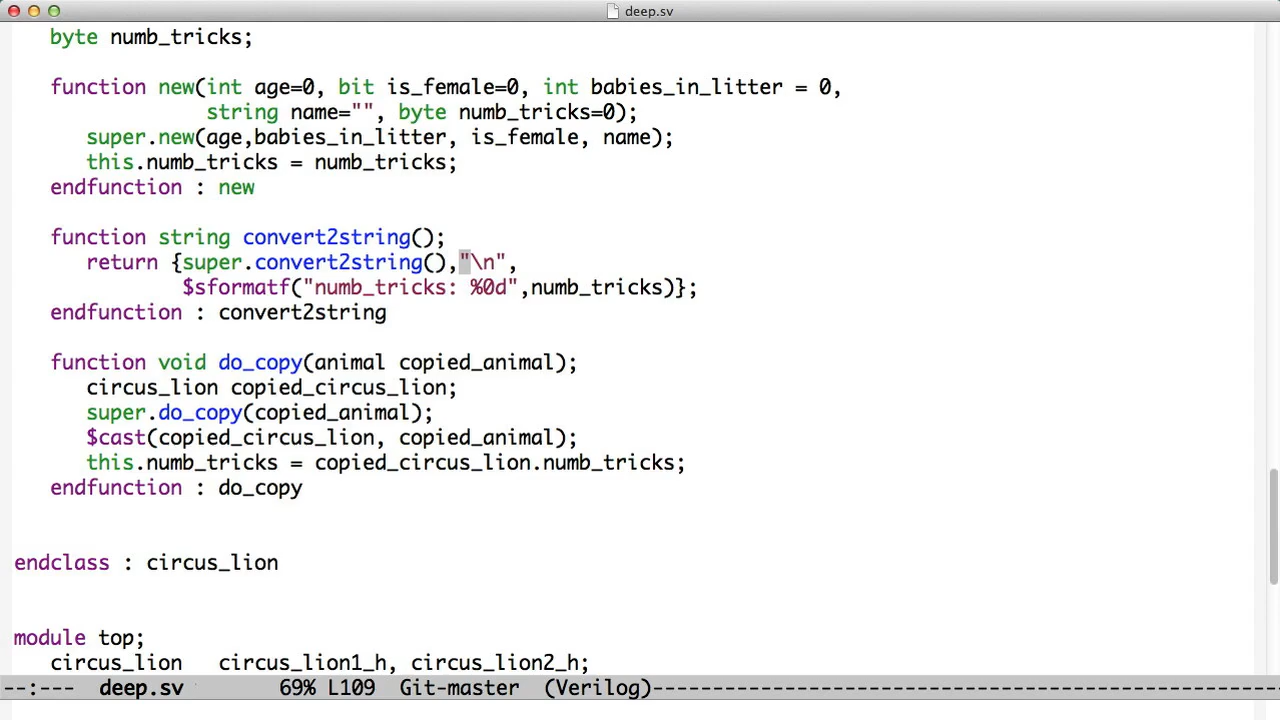 deep.sv
byte numb_tricks;
function new(int age=0, bit is_female=0, int babies_in_litter = 0,
string name="", byte numb_tricks=0);
super.new(age,babies_in_litter, is_female, name);
this.numb_tricks = numb_tricks;
endfunction : new
function string convert2string();
return {super.convert2string(),"\n",
$sformatf("numb_tricks: %0d",numb_tricks)};
endfunction : convert2string
function void do_copy(animal copied_animal);
circus_lion copied_circus_lion;
super.do_copy(copied_animal);
$cast(copied_circus_lion, copied_animal);
this.numb_tricks = copied_circus_lion.numb_tricks;
endfunction : do_copy
endclass : circus_lion
module top;
circus_lion circus_lion1_h, circus_lion2_h;
--:--- deep.sv 69% L109 Git-master (Verilog)----------------------------------------------------